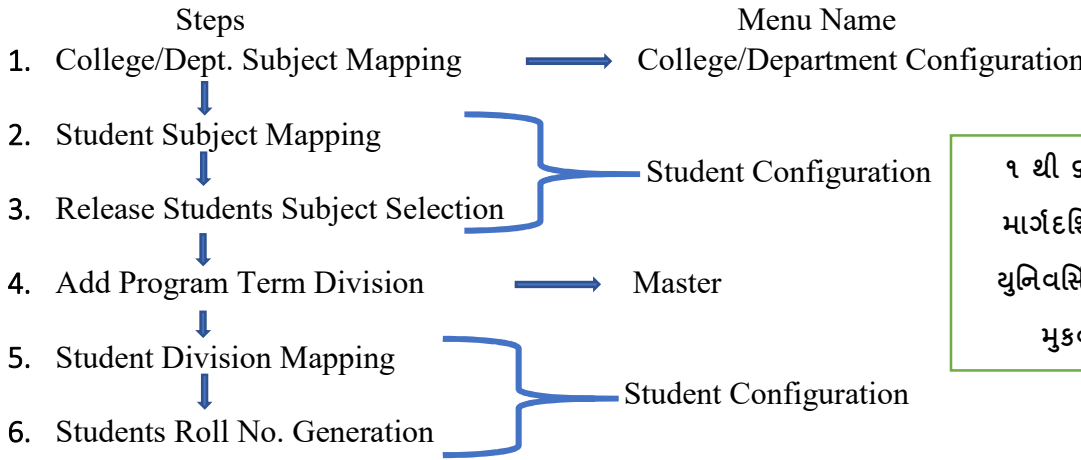 Steps Menu Name
1. College/Dept. Subject Mapping College/Department Configuration
2. Student Subject Mapping
Student Configuration
3. Release Students Subject Selection
4. Add Program Term Division Master
5. Student Division Mapping
Student Configuration
6. Students Roll No. Generation
૧ થી